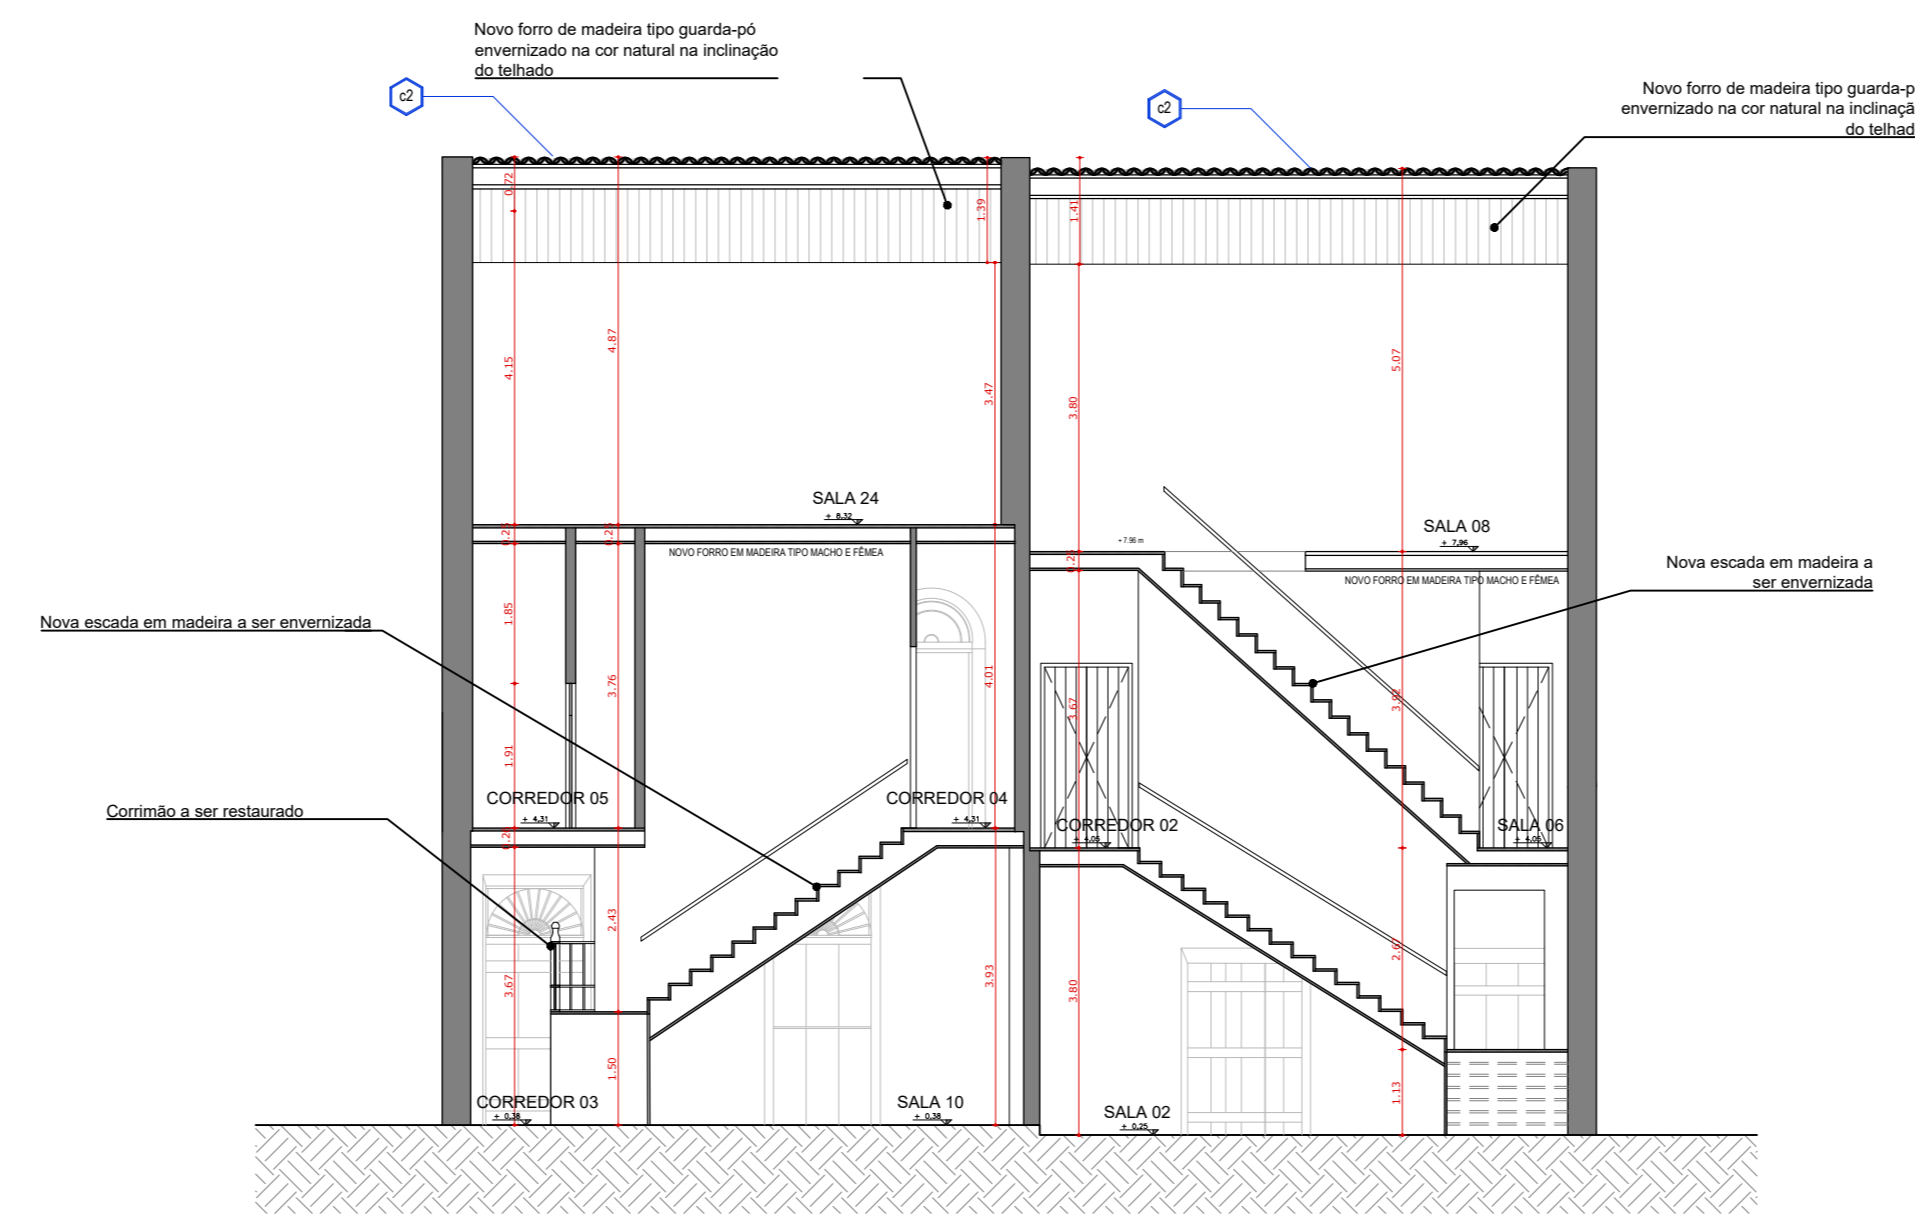 Novo forro de madeira tipo guarda-pó
envernizado na cor natural na inclinação
do telhado
c2
c2
Novo forro de madeira tipo guarda-p
envernizado na cor natural na inclinaçã
do telhad
0.72
1.39
1.41
4.15
4.87
3.47
3.80
5.07
SALA 24
+ 8,32
SALA 08
+ 7,96
+ 7.96 m
NOVO FORRO EM MADEIRA TIPO MACHO E FÊMEA
NOVO FORRO EM MADEIRA TIPO MACHO E FÊMEA
Nova escada em madeira a
ser envernizada
Nova escada em madeira a ser envernizada
1.85
3.76
4.01
3.67
3.92
1.91
CORREDOR 05
+ 4,31
CORREDOR 04
+ 4,31
CORREDOR 02
+ 4,05
SALA 06
+ 4,05
Corrimão a ser restaurado
2.43
3.67
3.93
3.80
1.50
1.13
CORREDOR 03
+ 0,38
SALA 10
+ 0,38
SALA 02
+ 0,25